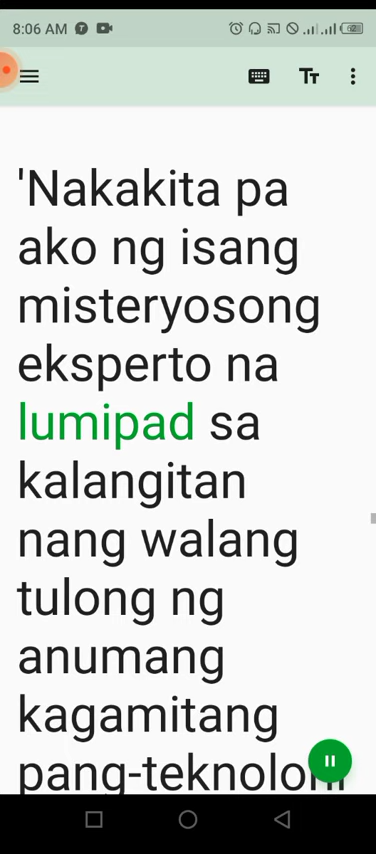 8:06 AM
'Nakakita pa
ako ng isang
misteryosong
eksperto na
lumipad sa
kalangitan
nang walang
tulong ng
anumang
kagamitang